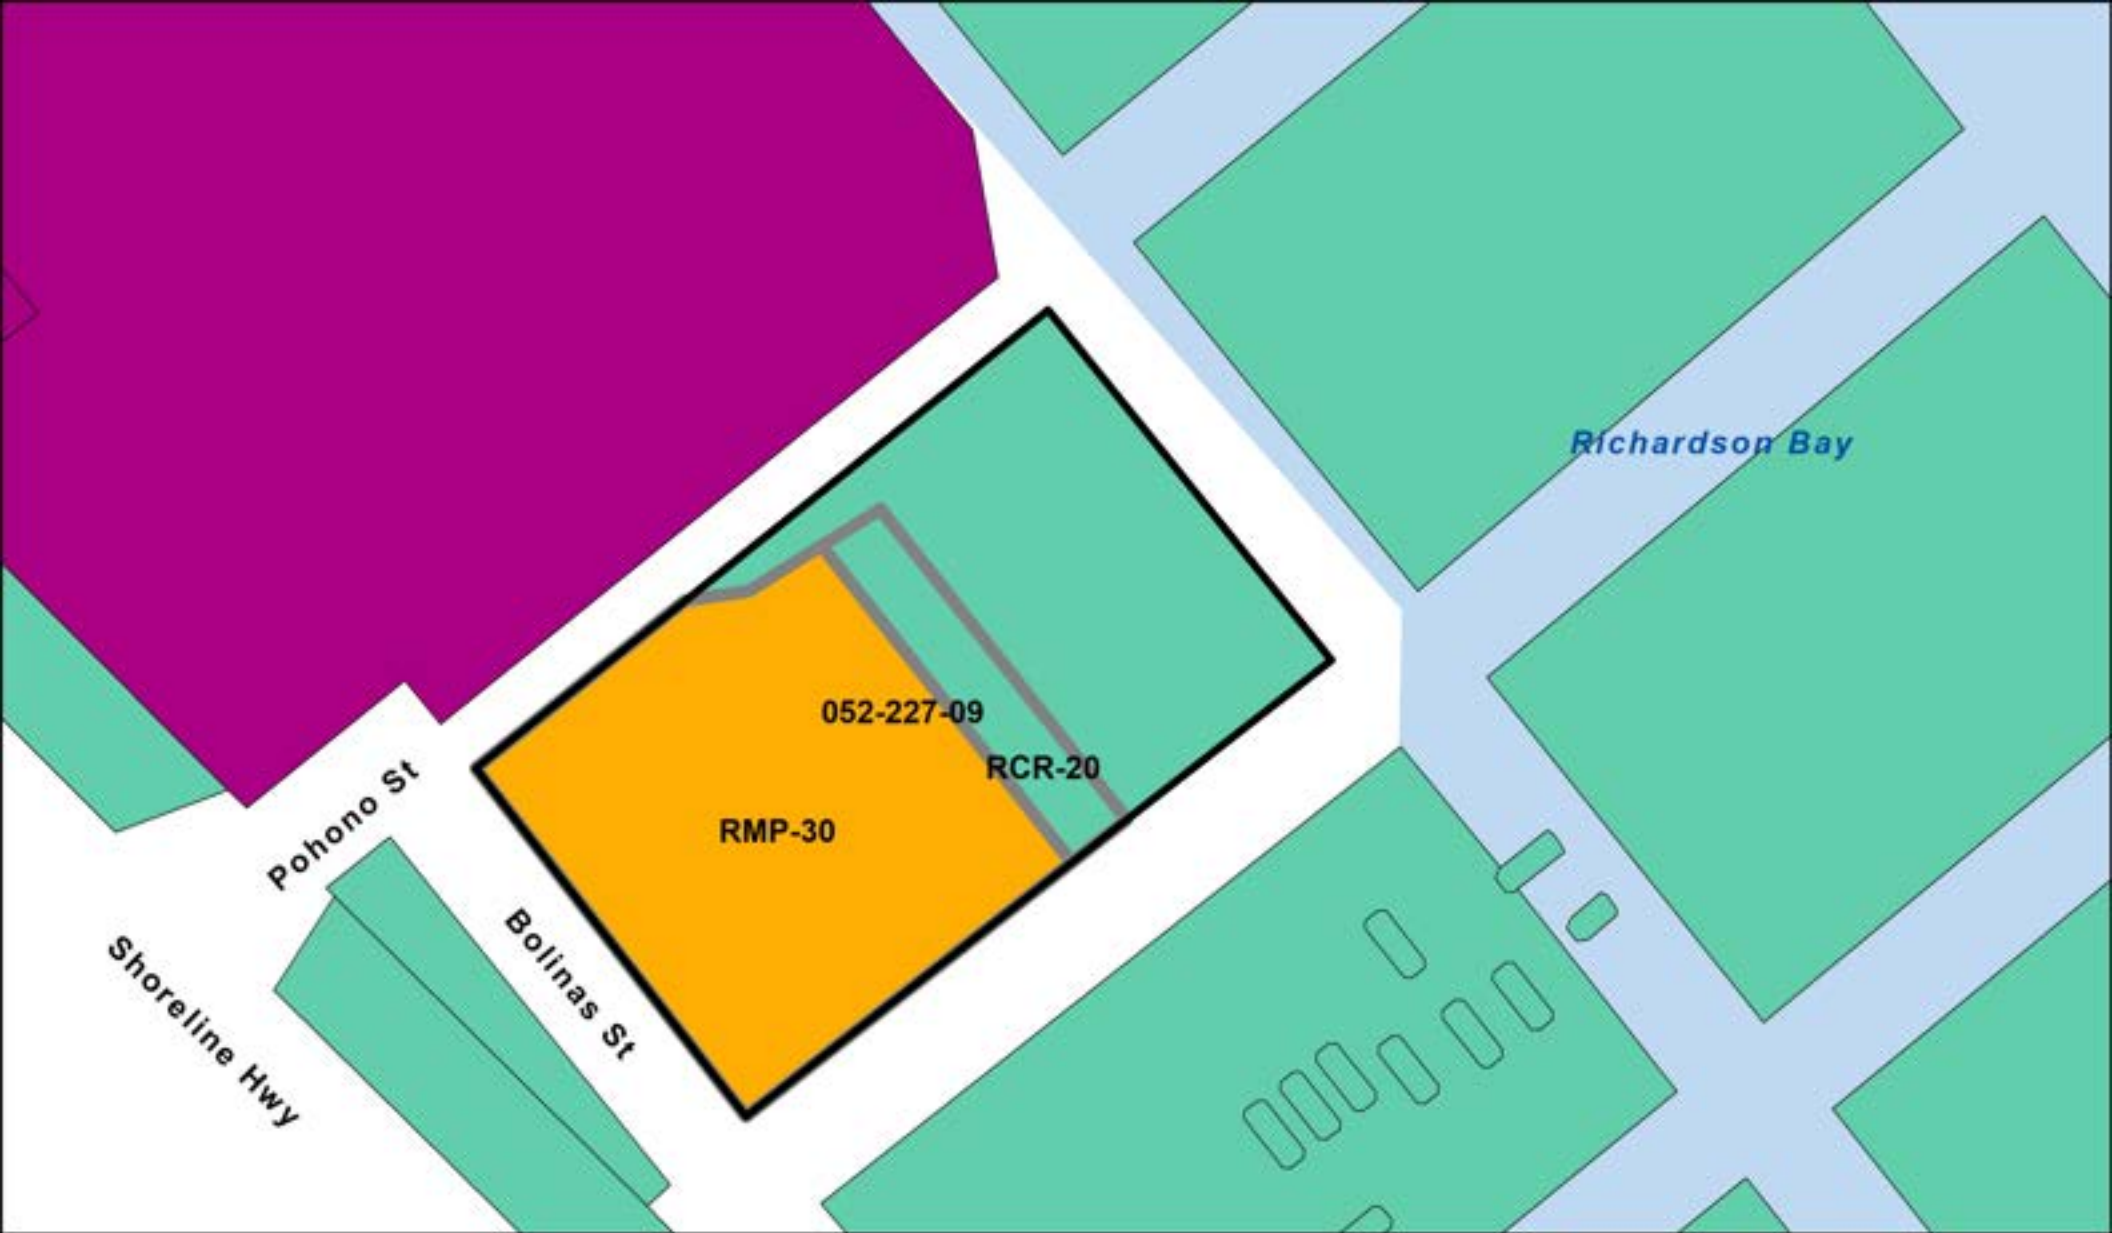 Richardson Bay
052-227-09
RCR-20
RMP-30
Pohono St
Bolinas St
Shoreline Hwy